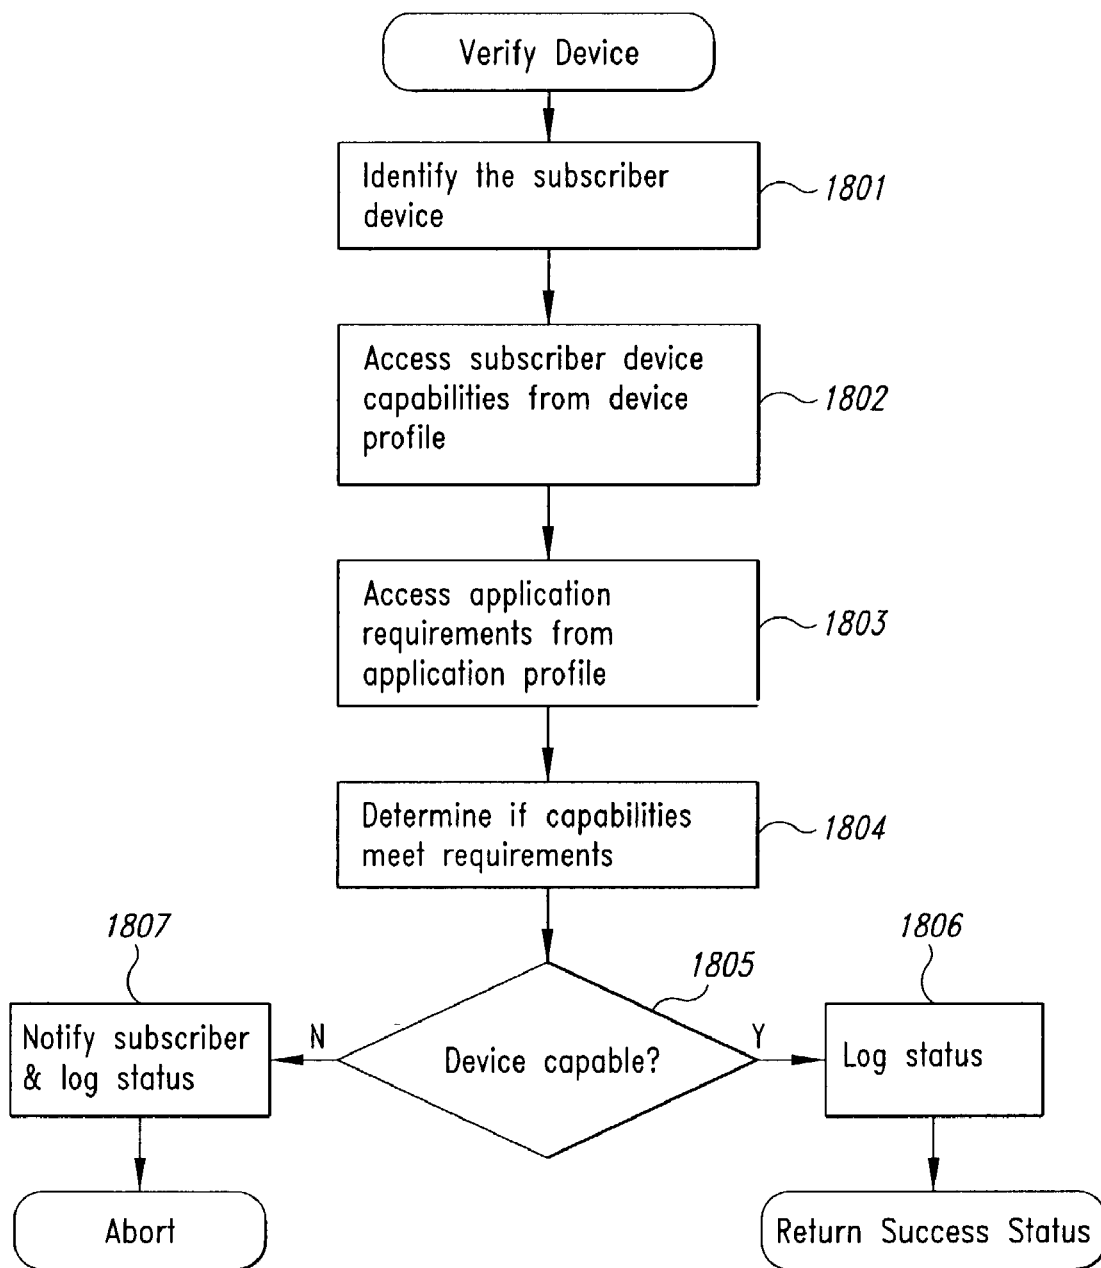 Verify Device
Identify the subscriber
device
1801
Access subscriber device
capabilities from device
profile
1802
Access application
requirements from
application profile
1803
Determine if capabilities
meet requirements
1804
1807
1806
1805
Notify subscriber
& log status
N
Device capable?
Y
Log status
Abort
Return Success Status